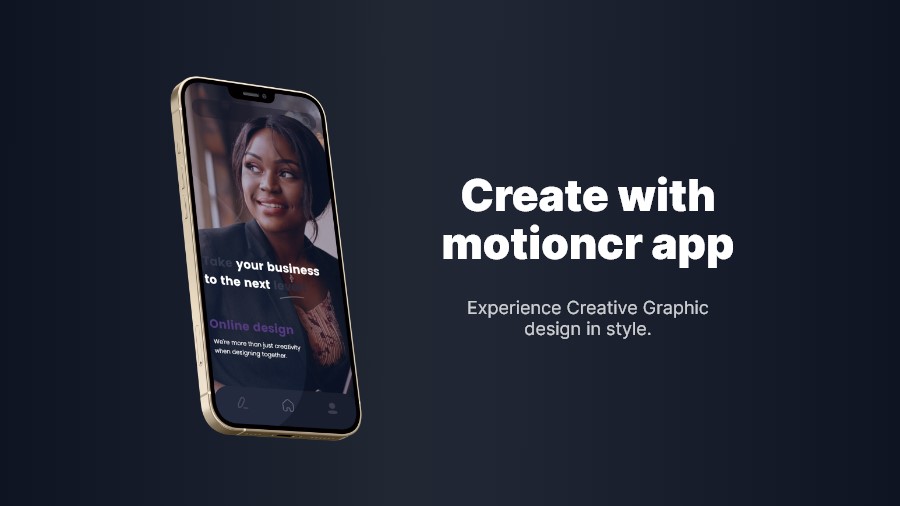 Take your business
to the next level
Online design
We're more than just creativity
when designing together.
Create with
motioncr app
Experience Creative Graphic
design in style.